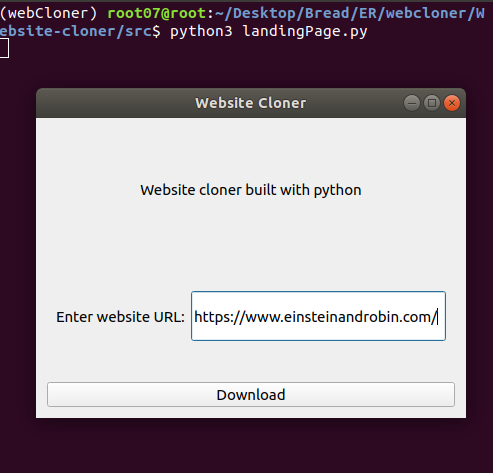 (webCloner) root07@root:~/Desktop/Bread/ER/webcloner/W
ebsite-cloner/src$ python3 landingPage.py
Website Cloner
Website cloner built with python
Enter website URL: https://www.einsteinandrobin.com/
Download